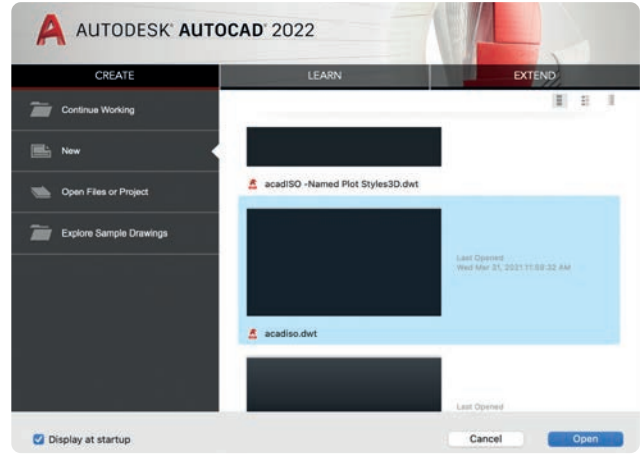 AUTODESK® AUTOCAD® 2022
CREATE
LEARN
EXTEND
Continue Working
New
Open Files or Project
Explore Sample Drawings
acadISO -Named Plot Styles3D.dwt
Last Opened
Wed Mar 31, 2021 11:58:32 AM
acadiso.dwt
Last Opened
Display at startup
Cancel
Open